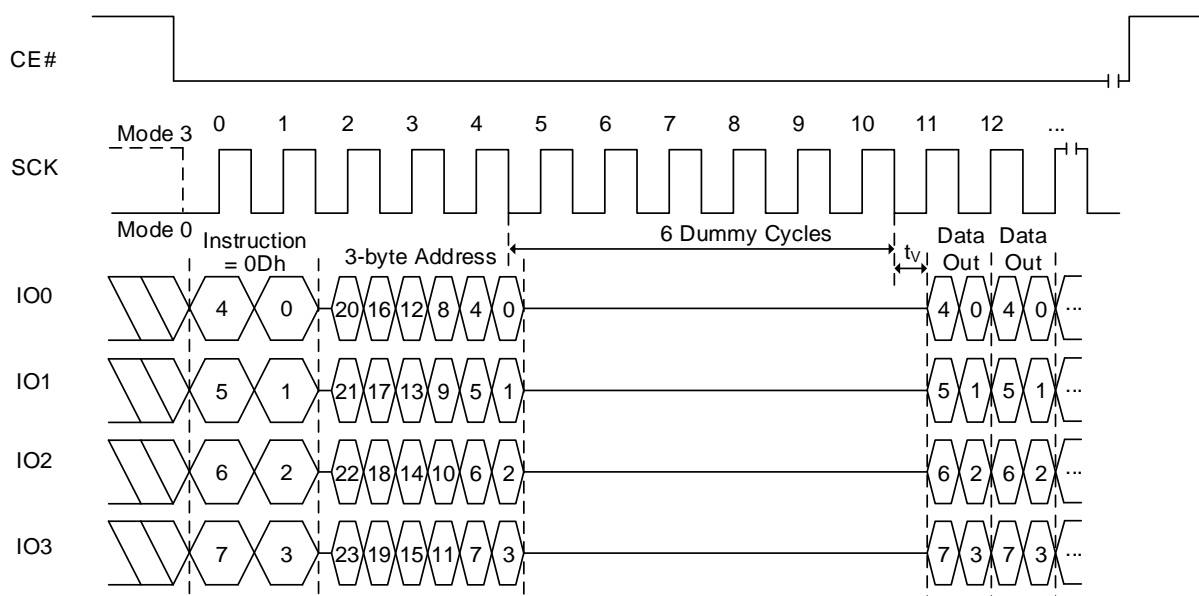 CE#
0 1 2 3 4 5 6 7 8 9 10 11 12 ...
Mode 3
SCK
Mode 0
6 Dummy Cycles
Instruction
= 0Dh
3-byte Address
tV
Data
Out
Data
Out
IO0
4 0 20 16 12 8 4 0 4 0 4 0 ...
IO1
5 1 21 17 13 9 5 1 5 1 5 1 ...
IO2
6 2 22 18 14 10 6 2 6 2 6 2 ...
IO3
7 3 23 19 15 11 7 3 7 3 7 3 ...